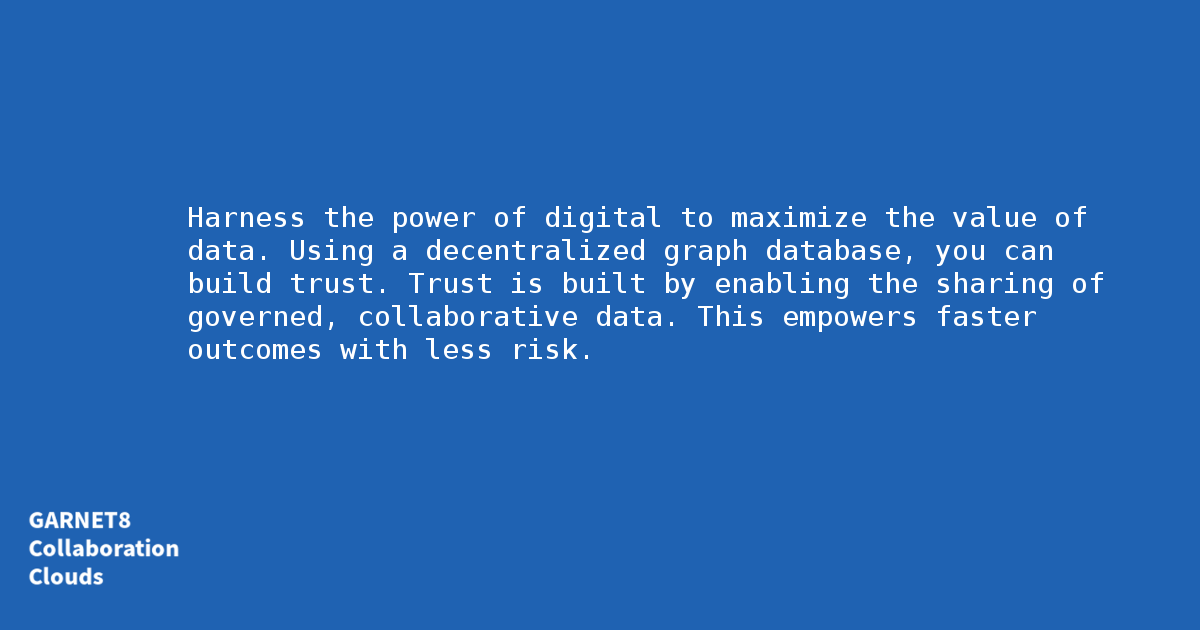 Harness the power of digital to maximize the value of
data. Using a decentralized graph database, you can
build trust. Trust is built by enabling the sharing of
governed, collaborative data. This empowers faster
outcomes with less risk.
GARNET8
Collaboration
Clouds